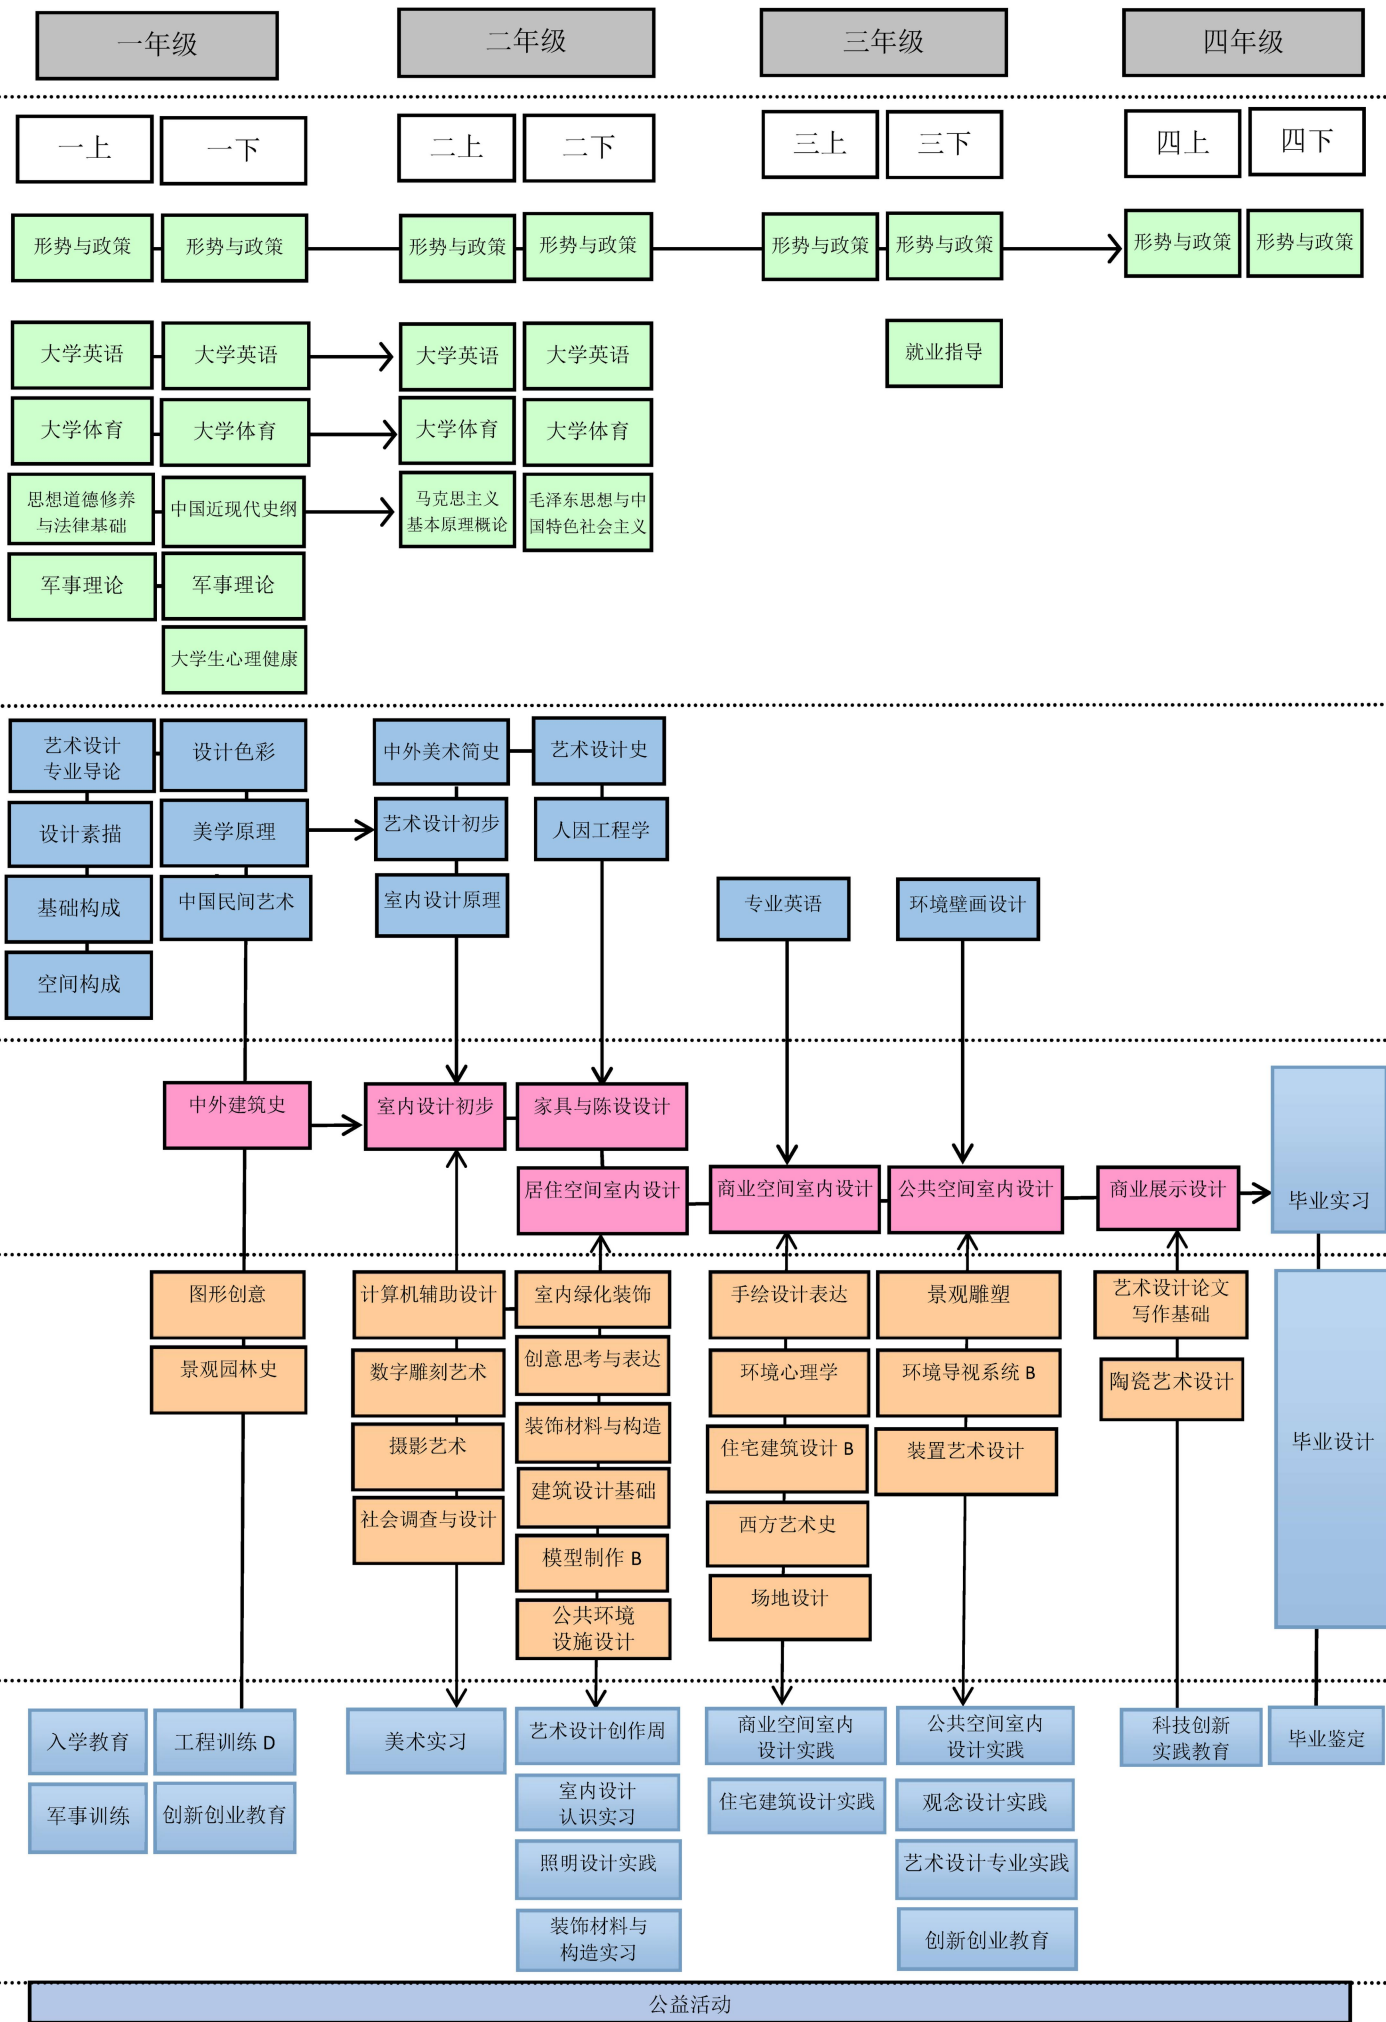 一年级
二年级
三年级
四年级
一上
一下
二上
二下
三上
三下
四上
四下
形势与政策
形势与政策
形势与政策
形势与政策
形势与政策
形势与政策
形势与政策
形势与政策
大学英语
大学英语
大学英语
大学英语
就业指导
大学体育
大学体育
大学体育
大学体育
思想道德修养
与法律基础
中国近现代史纲
马克思主义
基本原理概论
毛泽东思想与中
国特色社会主义
军事理论
军事理论
大学生心理健康
艺术设计
专业导论
设计色彩
中外美术简史
艺术设计史
设计素描
美学原理
艺术设计初步
人因工程学
基础构成
中国民间艺术
室内设计原理
专业英语
环境壁画设计
空间构成
中外建筑史
室内设计初步
家具与陈设设计
居住空间室内设计
商业空间室内设计
公共空间室内设计
商业展示设计
毕业实习
图形创意
计算机辅助设计
室内绿化装饰
手绘设计表达
景观雕塑
艺术设计论文
写作基础
景观园林史
数字雕刻艺术
创意思考与表达
环境心理学
环境导视系统 B
陶瓷艺术设计
摄影艺术
装饰材料与构造
住宅建筑设计 B
装置艺术设计
毕业设计
社会调查与设计
建筑设计基础
西方艺术史
模型制作 B
场地设计
公共环境
设施设计
入学教育
工程训练 D
美术实习
艺术设计创作周
商业空间室内
设计实践
公共空间室内
设计实践
科技创新
实践教育
毕业鉴定
军事训练
创新创业教育
室内设计
认识实习
住宅建筑设计实践
观念设计实践
照明设计实践
艺术设计专业实践
装饰材料与
构造实习
创新创业教育
公益活动